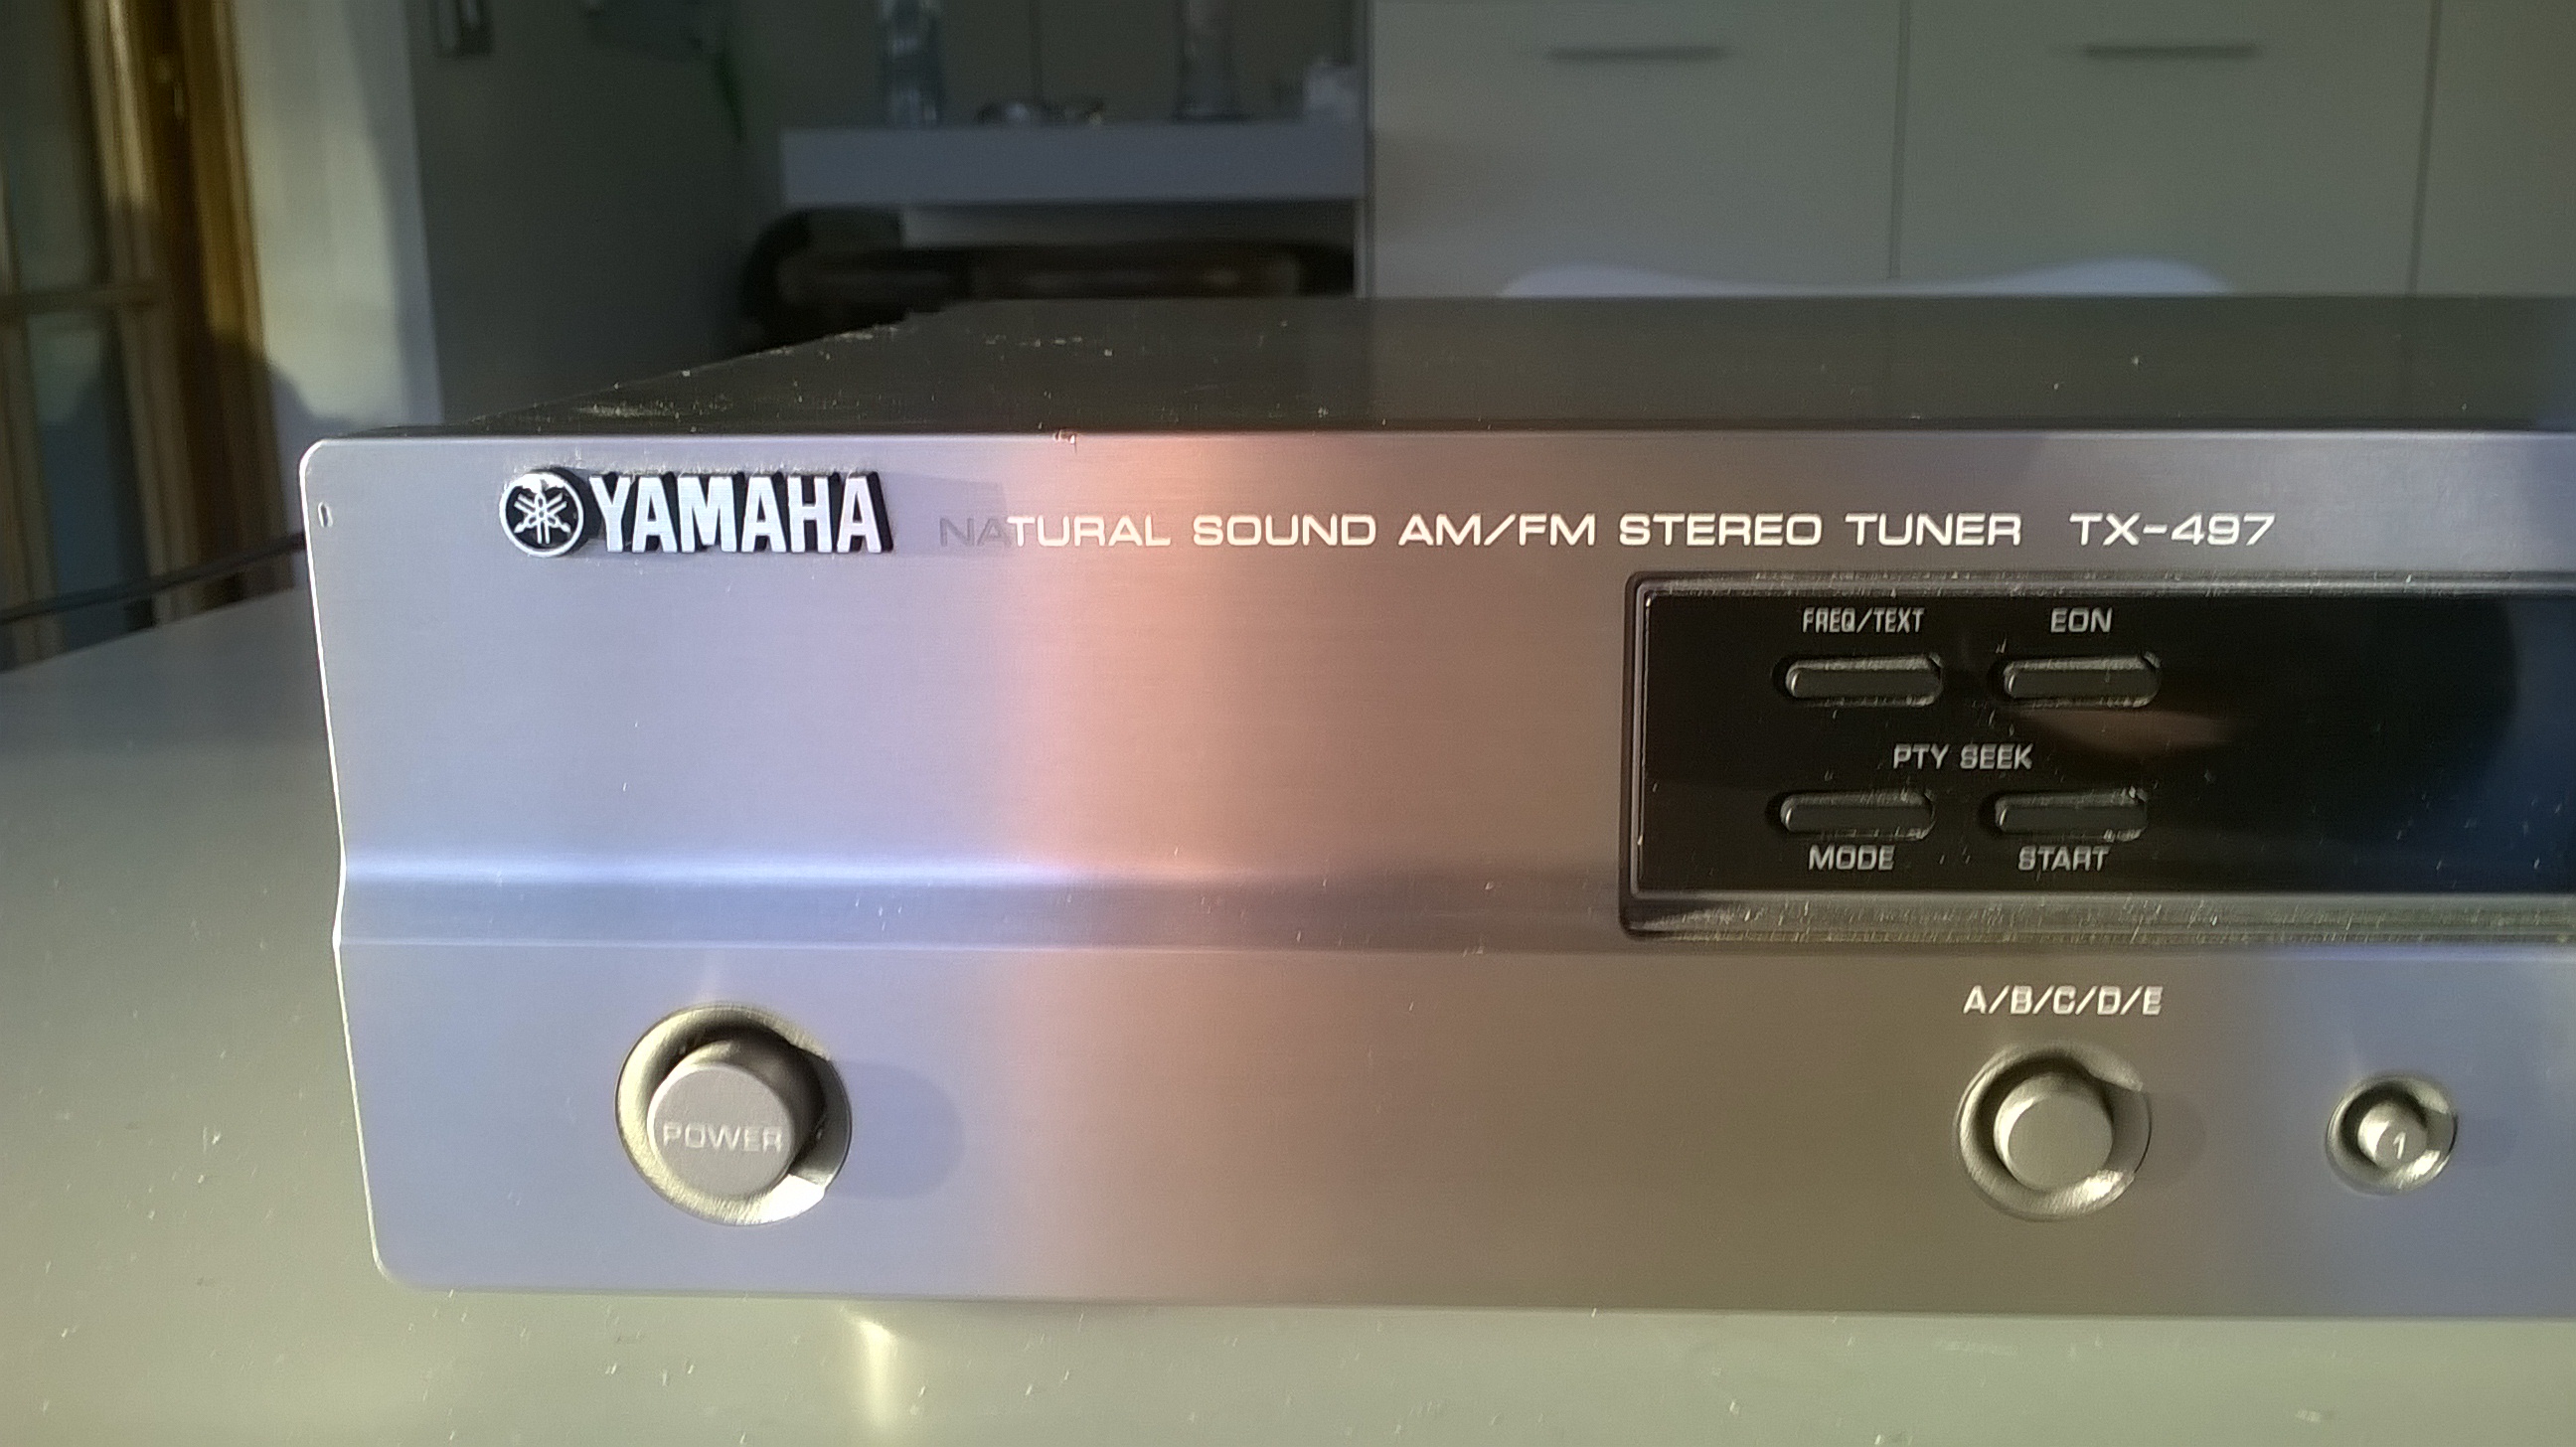 YAMAHA NATURAL SOUND AM/FM STEREO TUNER TX-497
FREQ/TEXT EON
PTY SEEK
MODE START
A/B/C/D/E
POWER
1